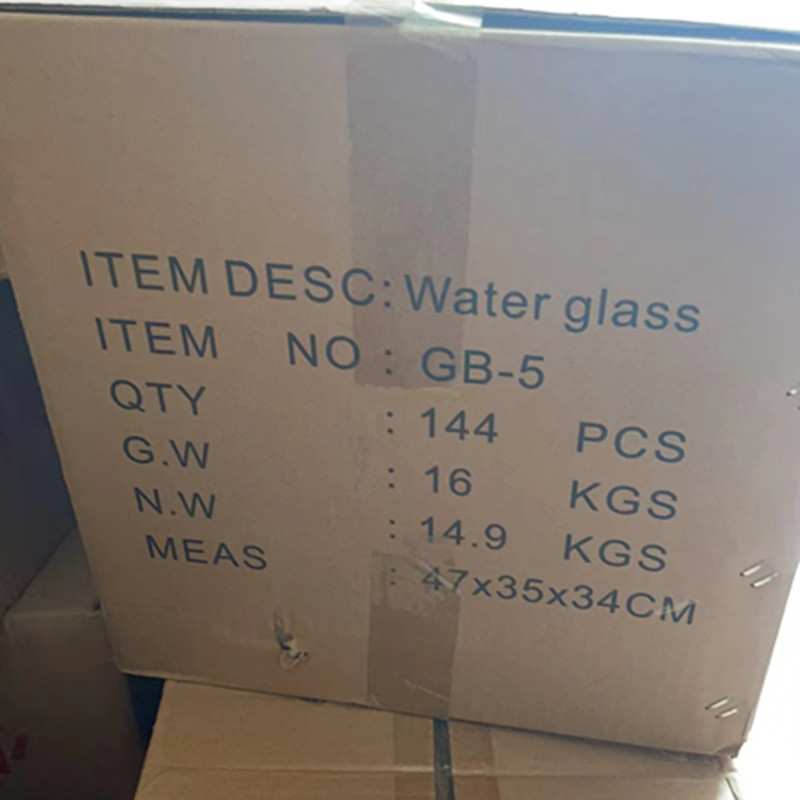 ITEM DESC: Water glass
ITEM NO : GB-5
QTY : 144 PCS
G.W : 16 KGS
N.W : 14.9 KGS
MEAS : 47x35x34CM